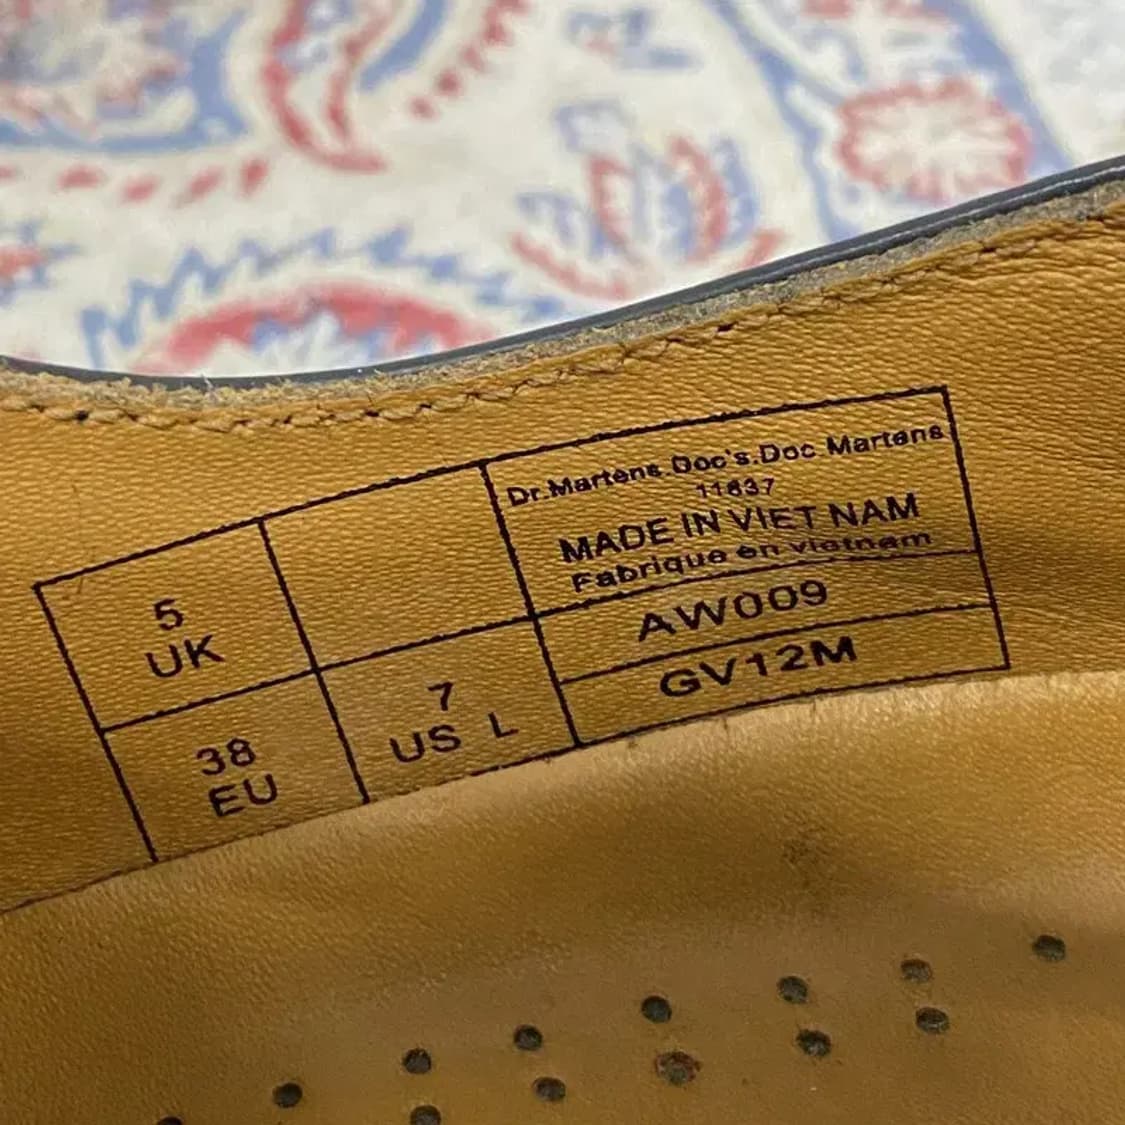 5
UK
38
EU
7
US L
Dr.Martens.Doc's.Doc Martens
11837
MADE IN VIET NAM
Fabrique en vietnam
AW009
GV12M